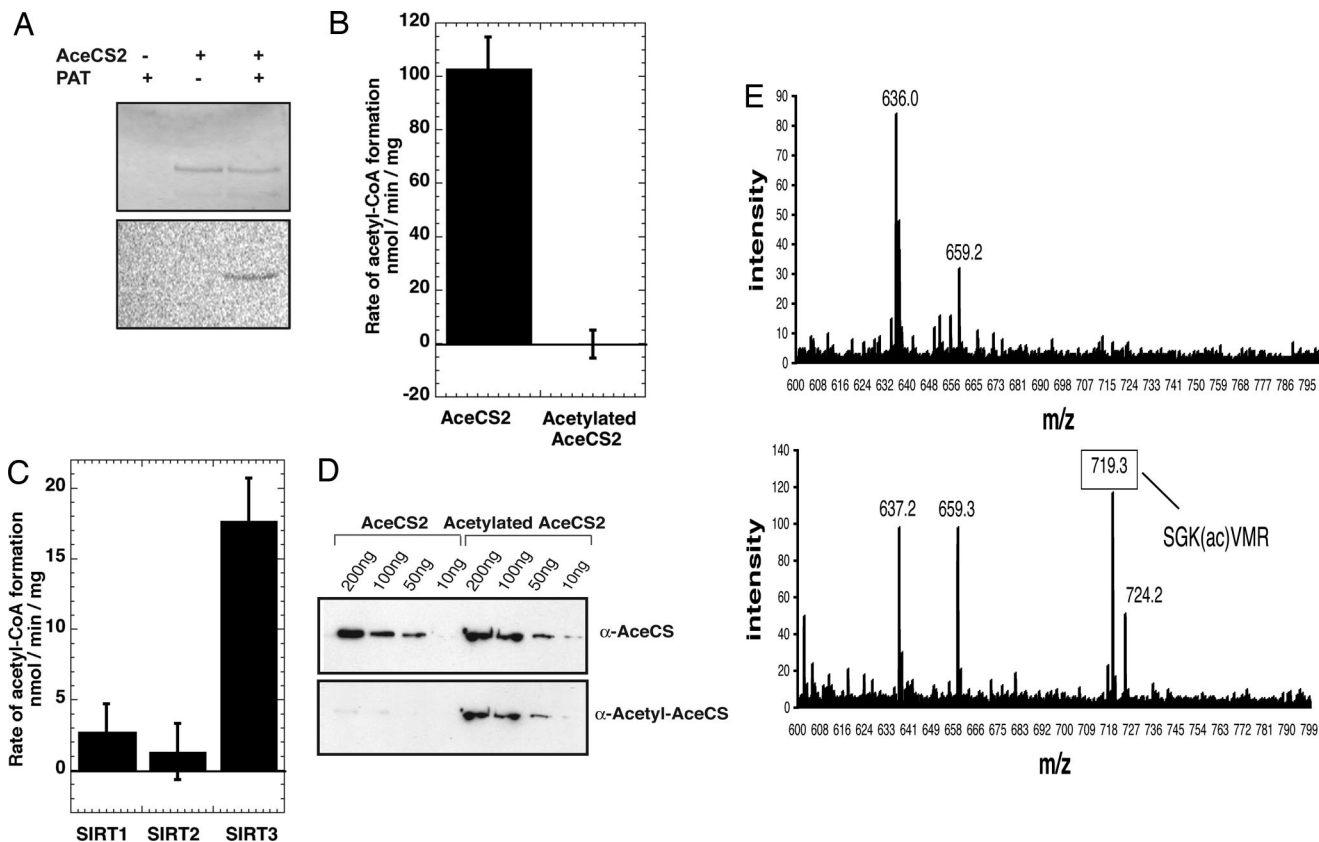 A
AceCS2 - + +
PAT + - +
B
Rate of acetyl-CoA formation
nmol / min / mg
120
100
80
60
40
20
0
-20
AceCS2
Acetylated
AceCS2
C
Rate of acetyl-CoA formation
nmol / min / mg
20
15
10
5
0
SIRT1 SIRT2 SIRT3
D
AceCS2 Acetylated AceCS2
200ng 100ng 50ng 10ng 200ng 100ng 50ng 10ng
α-AceCS
α-Acetyl-AceCS
E
intensity
90
80
70
60
50
40
30
20
10
0
636.0
659.2
600 608 616 624 632 640 648 656 665 673 681 690 698 707 715 724 733 741 750 759 768 777 786 795
m/z
intensity
140
120
100
80
60
40
20
0
637.2
659.3
719.3
724.2
SGK(ac)VMR
600 608 616 625 633 641 649 658 666 675 683 692 700 709 718 727 736 745 754 763 772 781 790 799
m/z